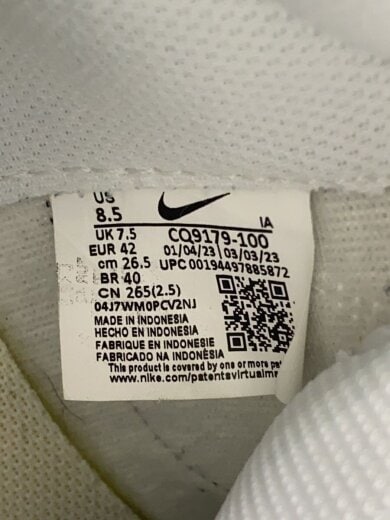 US
8.5
IA
UK 7.5 CQ9179-100
EUR 42 01/04/23 03/03/23
cm 26.5 UPC 00194497885872
BR 40
CN 265(2.5)
04J7WM0PCV2NJ
MADE IN INDONESIA
HECHO EN INDONESIA
FABRIQUE EN INDONESIE
FABRICADO NA INDONÉSIA
This product is covered by one or more pat
www.nike.com/patentsvirtualma